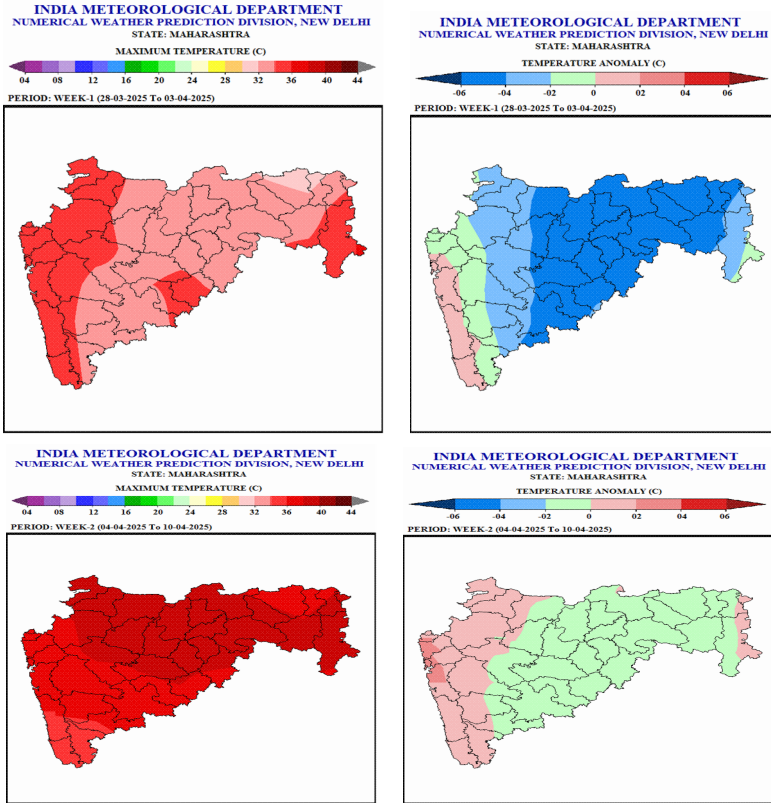 INDIA METEOROLOGICAL DEPARTMENT
NUMERICAL WEATHER PREDICTION DIVISION, NEW DELHI
STATE: MAHARASHTRA
MAXIMUM TEMPERATURE (C)
04 08 12 16 20 24 28 32 36 40 44
PERIOD: WEEK-1 (28-03-2025 To 03-04-2025)
INDIA METEOROLOGICAL DEPARTMENT
NUMERICAL WEATHER PREDICTION DIVISION, NEW DELHI
STATE: MAHARASHTRA
TEMPERATURE ANOMALY (C)
-06 -04 -02 0 02 04 06
PERIOD: WEEK-1 (28-03-2025 To 03-04-2025)
INDIA METEOROLOGICAL DEPARTMENT
NUMERICAL WEATHER PREDICTION DIVISION, NEW DELHI
STATE: MAHARASHTRA
MAXIMUM TEMPERATURE (C)
04 08 12 16 20 24 28 32 36 40 44
PERIOD: WEEK-2 (04-04-2025 To 10-04-2025)
INDIA METEOROLOGICAL DEPARTMENT
NUMERICAL WEATHER PREDICTION DIVISION, NEW DELHI
STATE: MAHARASHTRA
TEMPERATURE ANOMALY (C)
-06 -04 -02 0 02 04 06
PERIOD: WEEK-2 (04-04-2025 To 10-04-2025)